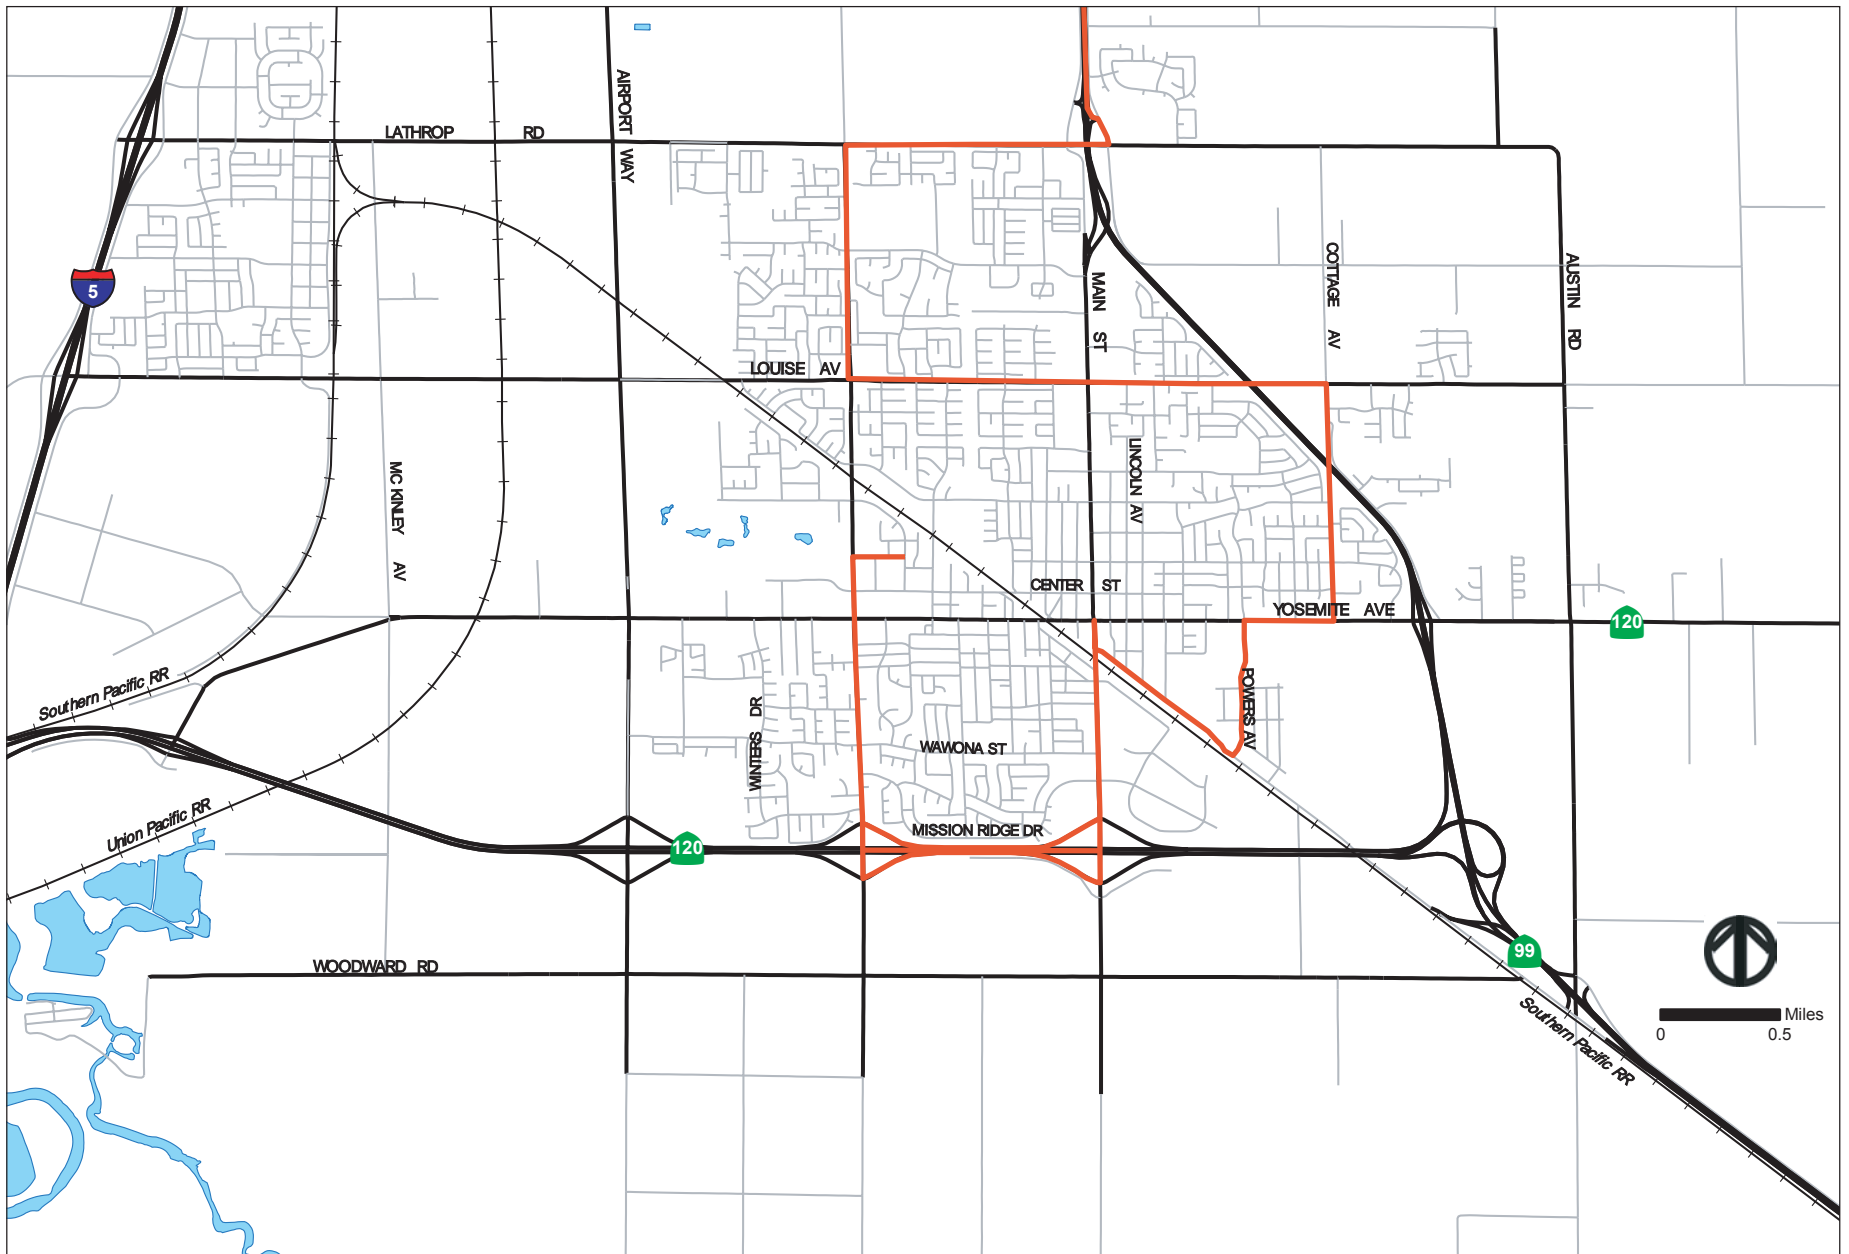 LATHROP RD
AIRPORT WAY
5
MAIN ST
COTTAGE AV
AUSTIN RD
LOUISE AV
MC KINLEY AV
LINCOLN AV
CENTER ST
YOSEMITE AVE
120
Southern Pacific RR
POWERS AV
WINTERS DR
WAWONA ST
Union Pacific RR
MISSION RIDGE DR
120
99
WOODWARD RD
Southern Pacific RR
Miles
0 0.5